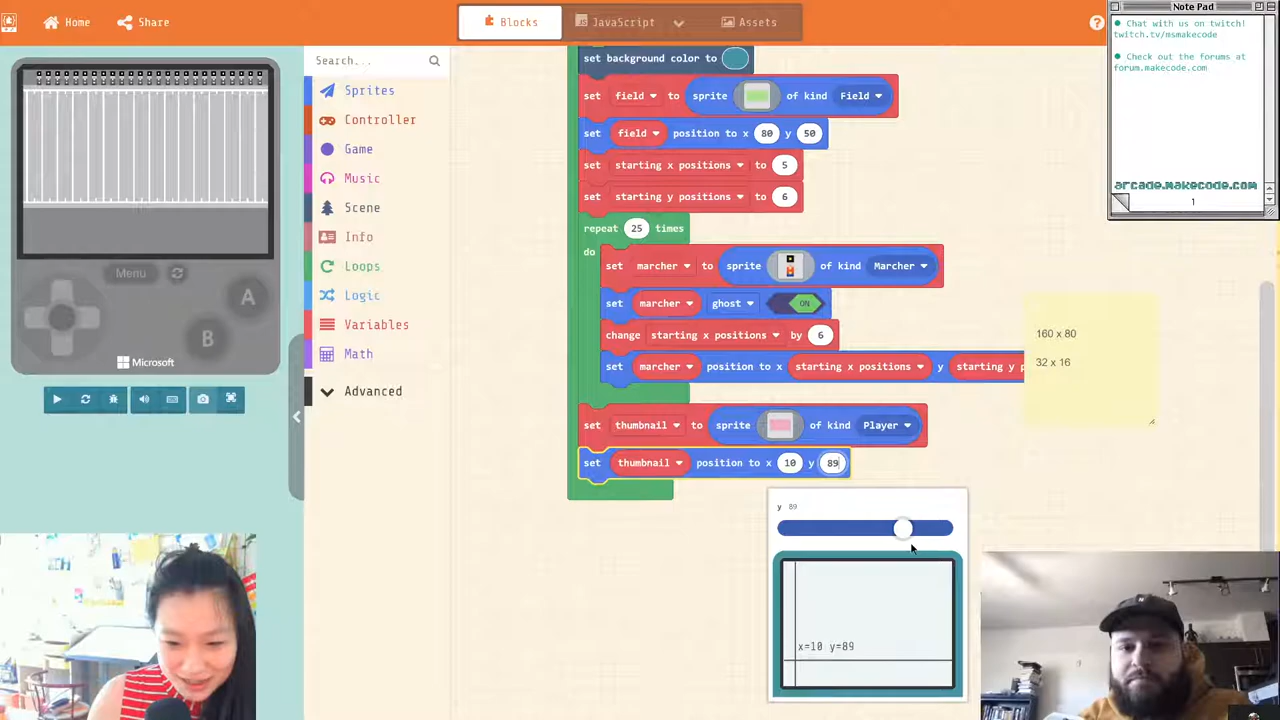 Home
Share
Blocks
JavaScript
Assets
?
Note Pad
Chat with us on twitch!
twitch.tv/msmakecode
Check out the forums at
forum.makecode.com
arcade.makecode.com
1
Search...
Sprites
Controller
Game
Music
Scene
Info
Loops
Logic
Variables
Math
Advanced
Menu
A
B
Microsoft
set background color to
set field to sprite of kind Field
set field position to x 80 y 50
set starting x positions to 5
set starting y positions to 6
repeat 25 times
do
set marcher to sprite of kind Marcher
set marcher ghost ON
change starting x positions by 6
set marcher position to x starting x positions y starting y
set thumbnail to sprite of kind Player
set thumbnail position to x 10 y 89
y 89
x=10 y=89
160 x 80
32 x 16